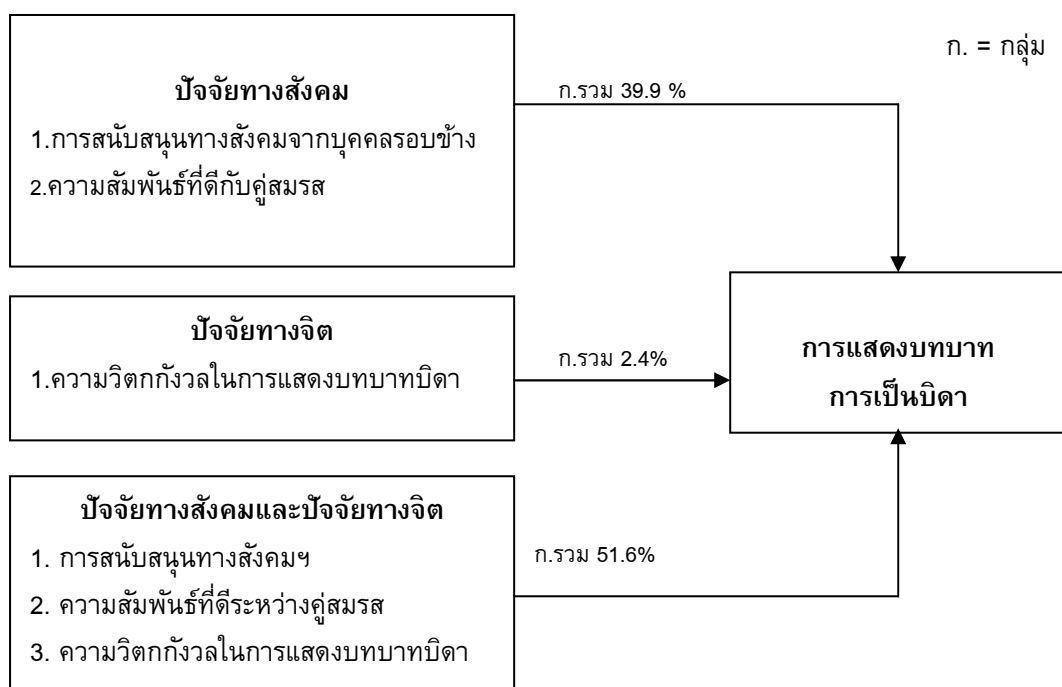 ก. = กลุ่ม
ปัจจัยทางสังคม
1.การสนับสนุนทางสังคมจากบุคคลรอบข้าง
2.ความสัมพันธ์ที่ดีกับคู่สมรส
ก.รวม 39.9 %
ปัจจัยทางจิต
1.ความวิตกกังวลในการแสดงบทบาทบิดา
ก.รวม 2.4%
การแสดงบทบาท
การเป็นบิดา
ปัจจัยทางสังคมและปัจจัยทางจิต
1. การสนับสนุนทางสังคมฯ
2. ความสัมพันธ์ที่ดีระหว่างคู่สมรส
3. ความวิตกกังวลในการแสดงบทบาทบิดา
ก.รวม 51.6%